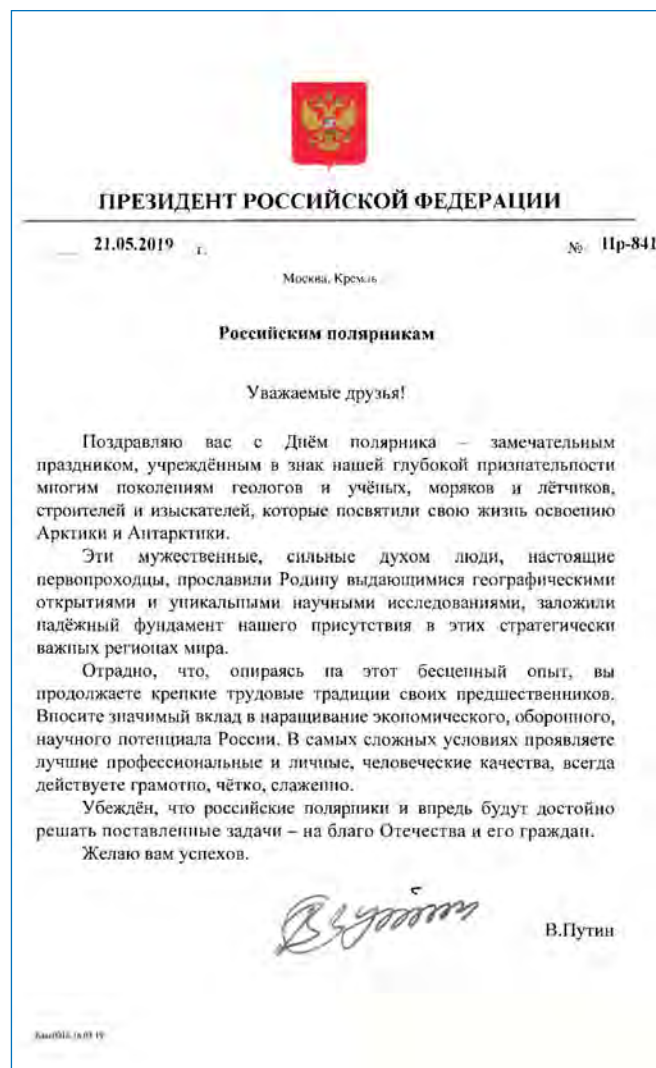 ПРЕЗИДЕНТ РОССИЙСКОЙ ФЕДЕРАЦИИ
21.05.2019 г.
№ Пр-841
Москва, Кремль
Российским полярникам
Уважаемые друзья!
Поздравляю вас с Днём полярника – замечательным
праздником, учреждённым в знак нашей глубокой признательности
многим поколениям геологов и учёных, моряков и лётчиков,
строителей и изыскателей, которые посвятили свою жизнь освоению
Арктики и Антарктики.
Эти мужественные, сильные духом люди, настоящие
первопроходцы, прославили Родину выдающимися географическими
открытиями и уникальными научными исследованиями, заложили
надёжный фундамент нашего присутствия в этих стратегически
важных регионах мира.
Отрадно, что, опираясь на этот бесценный опыт, вы
продолжаете крепкие трудовые традиции своих предшественников.
Вносите значимый вклад в наращивание экономического, оборонного,
научного потенциала России. В самых сложных условиях проявляете
лучшие профессиональные и личные, человеческие качества, всегда
действуете грамотно, чётко, слаженно.
Убеждён, что российские полярники и впредь будут достойно
решать поставленные задачи – на благо Отечества и его граждан.
Желаю вам успехов.
В.Путин